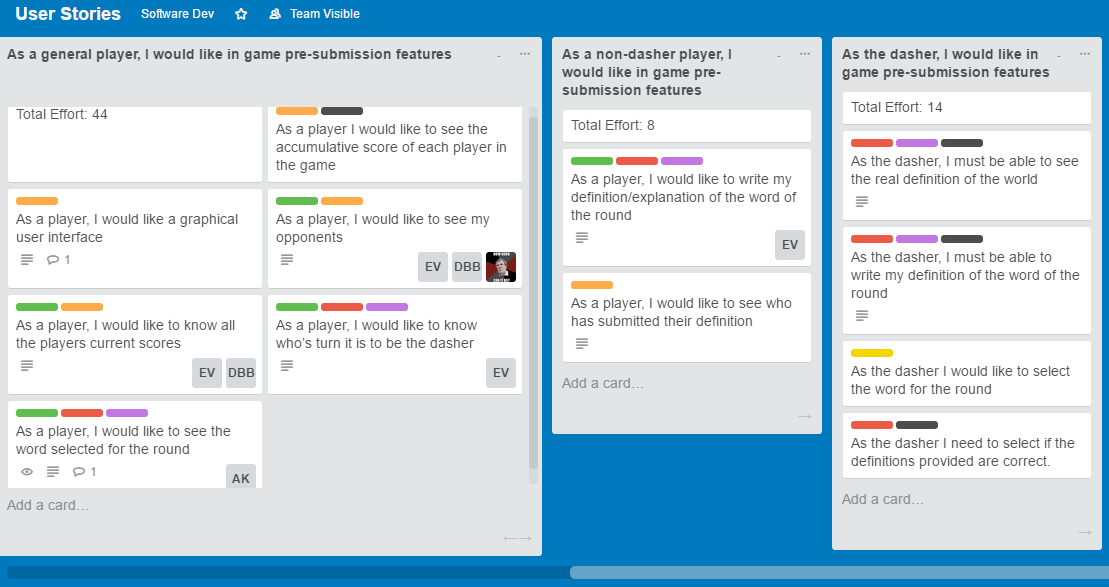 User Stories
Software Dev
Team Visible
As a general player, I would like in game pre-submission features
Total Effort: 44
As a player, I would like a graphical
user interface
1
As a player, I would like to know all
the players current scores
EV
DBB
As a player, I would like to see the
word selected for the round
1
AK
As a player I would like to see the
accumulative score of each player in
the game
As a player, I would like to see my
opponents
EV
DBB
As a player, I would like to know
who's turn it is to be the dasher
EV
Add a card…
As a non-dasher player, I
would like in game pre-
submission features
Total Effort: 8
As a player, I would like to write my
definition/explanation of the word of
the round
EV
As a player, I would like to see who
has submitted their definition
Add a card…
As the dasher, I would like in
game pre-submission features
Total Effort: 14
As the dasher, I must be able to see
the real definition of the world
As the dasher, I must be able to
write my definition of the word of the
round
As the dasher I would like to select
the word for the round
As the dasher I need to select if the
definitions provided are correct.
Add a card…